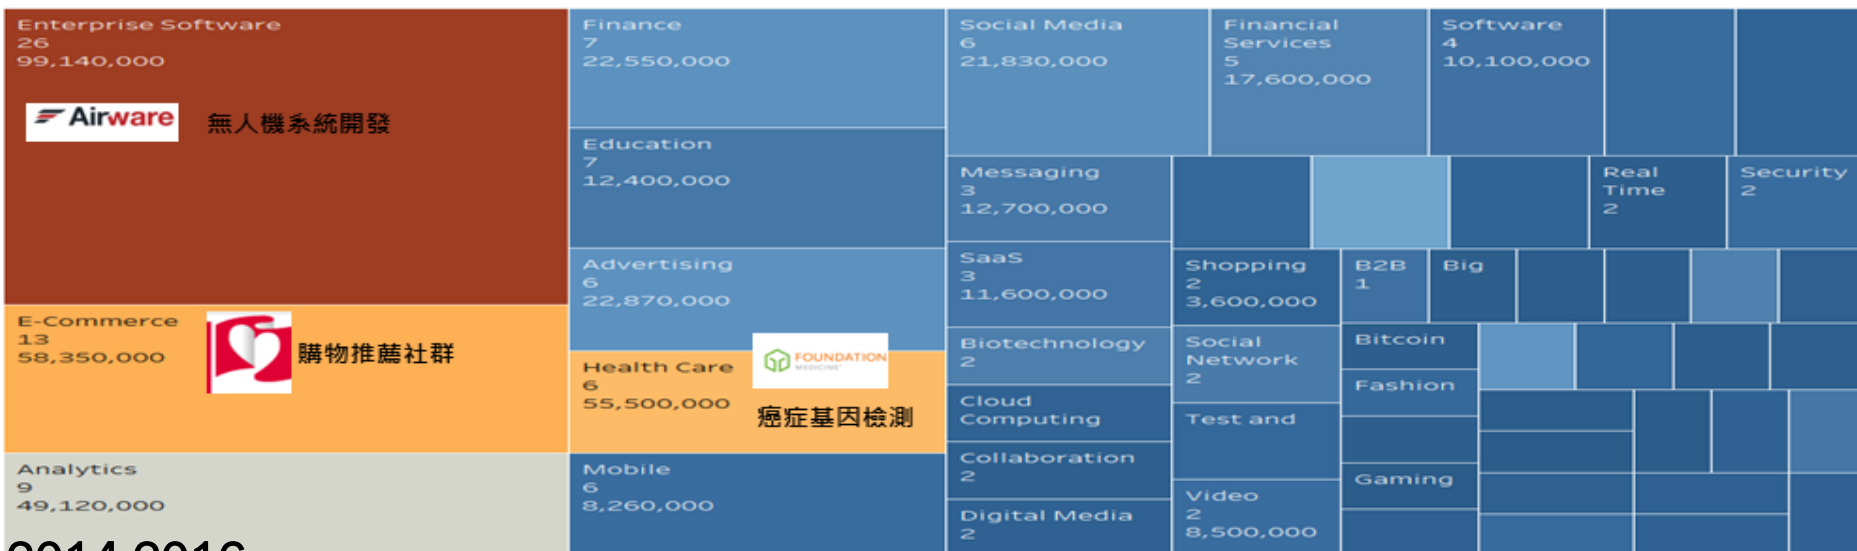 Enterprise Software
26
99,140,000
Airware
無人機系統開發
E-Commerce
13
58,350,000
購物推薦社群
Analytics
9
49,120,000
Finance
7
22,550,000
Education
7
12,400,000
Advertising
6
22,870,000
Health Care
6
55,500,000
FOUNDATION
MEDICINE
癌症基因檢測
Mobile
6
8,260,000
Social Media
6
21,830,000
Financial
Services
5
17,600,000
Software
4
10,100,000
Messaging
3
12,700,000
SaaS
3
11,600,000
Biotechnology
2
Cloud
Computing
Collaboration
2
Digital Media
2
Real
Time
2
Security
2
Shopping
2
3,600,000
B2B
1
Big
Social
Network
2
Bitcoin
Fashion
Test and
Gaming
Video
2
8,500,000
2014-2016